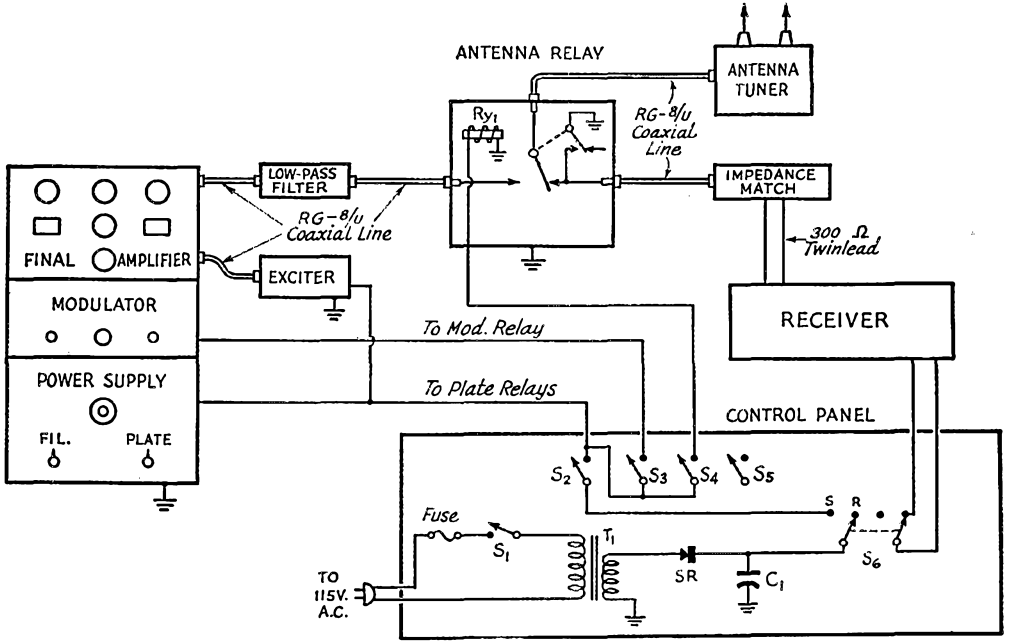 ANTENNA RELAY
ANTENNA
TUNER
Ry1
RG-8/U
Coaxial
Line
LOW-PASS
FILTER
IMPEDANCE
MATCH
RG-8/U
Coaxial Line
300 Ω
Twinlead
FINAL AMPLIFIER
EXCITER
MODULATOR
RECEIVER
To Mod. Relay
POWER SUPPLY
To Plate Relays
FIL. PLATE
CONTROL PANEL
S2 S3 S4 S5
S R
Fuse
S1
T1
S6
SR
C1
TO
115V.
A.C.